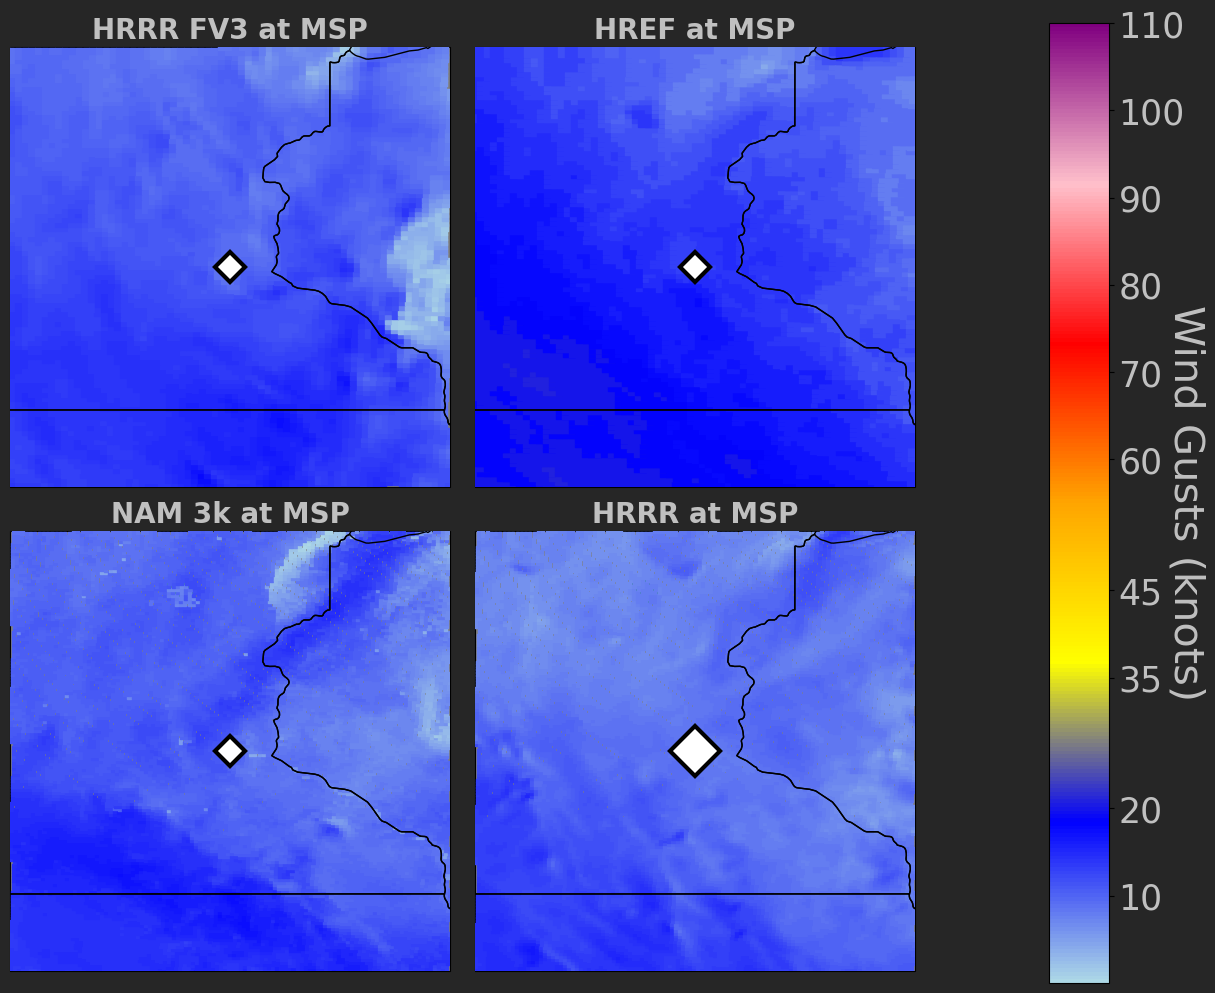 HRRR FV3 at MSP
HREF at MSP
NAM 3k at MSP
HRRR at MSP
110
100
90
80
70
60
45
35
20
10
Wind Gusts (knots)